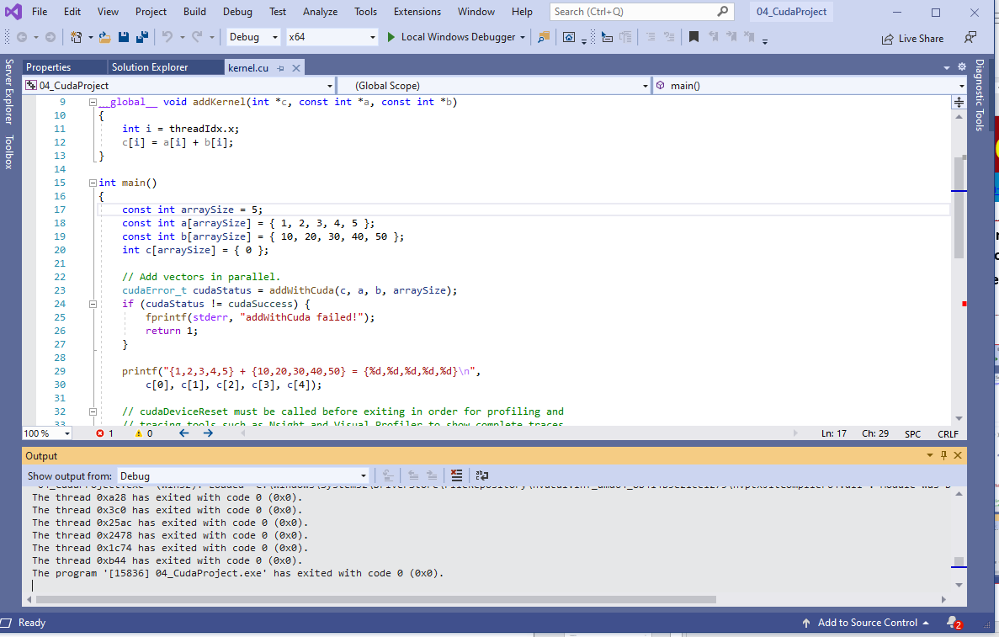 File Edit View Project Build Debug Test Analyze Tools Extensions Window Help Search (Ctrl+Q) 04_CudaProject
Debug x64 Local Windows Debugger Live Share
Server Explorer
Toolbox
Properties Solution Explorer kernel.cu
04_CudaProject (Global Scope) main()
9 __global__ void addKernel(int *c, const int *a, const int *b)
10 {
11 int i = threadIdx.x;
12 c[i] = a[i] + b[i];
13 }
14
15 int main()
16 {
17 const int arraySize = 5;
18 const int a[arraySize] = { 1, 2, 3, 4, 5 };
19 const int b[arraySize] = { 10, 20, 30, 40, 50 };
20 int c[arraySize] = { 0 };
21
22 // Add vectors in parallel.
23 cudaError_t cudaStatus = addWithCuda(c, a, b, arraySize);
24 if (cudaStatus != cudaSuccess) {
25 fprintf(stderr, "addWithCuda failed!");
26 return 1;
27 }
28
29 printf("{1,2,3,4,5} + {10,20,30,40,50} = {%d,%d,%d,%d,%d}\n",
30 c[0], c[1], c[2], c[3], c[4]);
31
32 // cudaDeviceReset must be called before exiting in order for profiling and
33 // tracing tools such as Nsight and Visual Profiler to show complete traces.
Diagnostic Tools
100 % 1 0 Ln: 17 Ch: 29 SPC CRLF
Output
Show output from: Debug
The thread 0xa28 has exited with code 0 (0x0).
The thread 0x3c0 has exited with code 0 (0x0).
The thread 0x25ac has exited with code 0 (0x0).
The thread 0x2478 has exited with code 0 (0x0).
The thread 0x1c74 has exited with code 0 (0x0).
The thread 0xb44 has exited with code 0 (0x0).
The program '[15836] 04_CudaProject.exe' has exited with code 0 (0x0).
Ready Add to Source Control 2